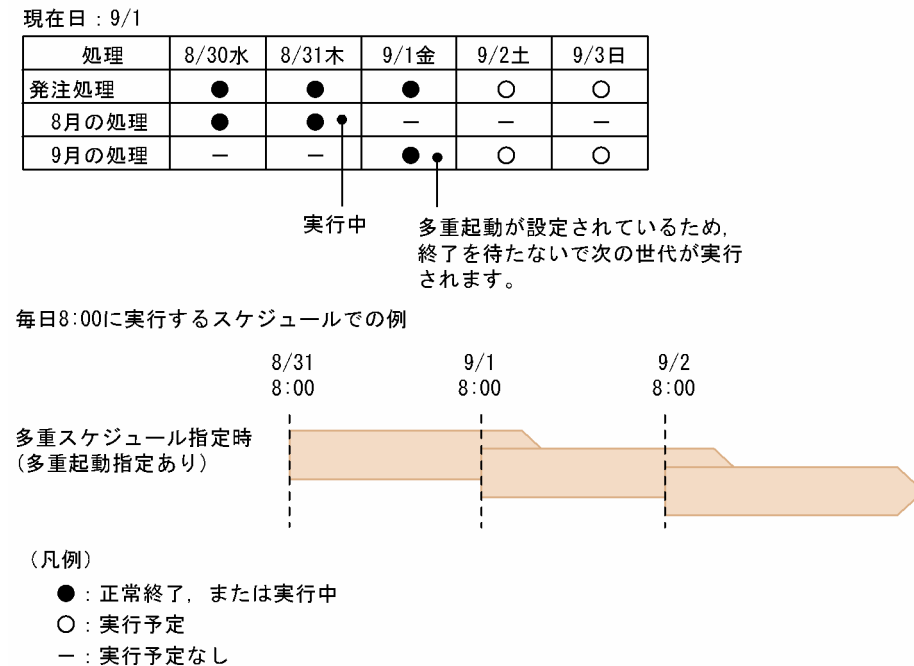 現在日：9/1
処理 8/30水 8/31木 9/1金 9/2土 9/3日
発注処理 ● ● ● ○ ○
8月の処理 ● ● － － －
9月の処理 － － ● ○ ○
実行中
多重起動が設定されているため，
終了を待たないで次の世代が実行
されます。
毎日8:00に実行するスケジュールでの例
8/31 9/1 9/2
8:00 8:00 8:00
多重スケジュール指定時
（多重起動指定あり）
（凡例）
●：正常終了，または実行中
○：実行予定
－：実行予定なし